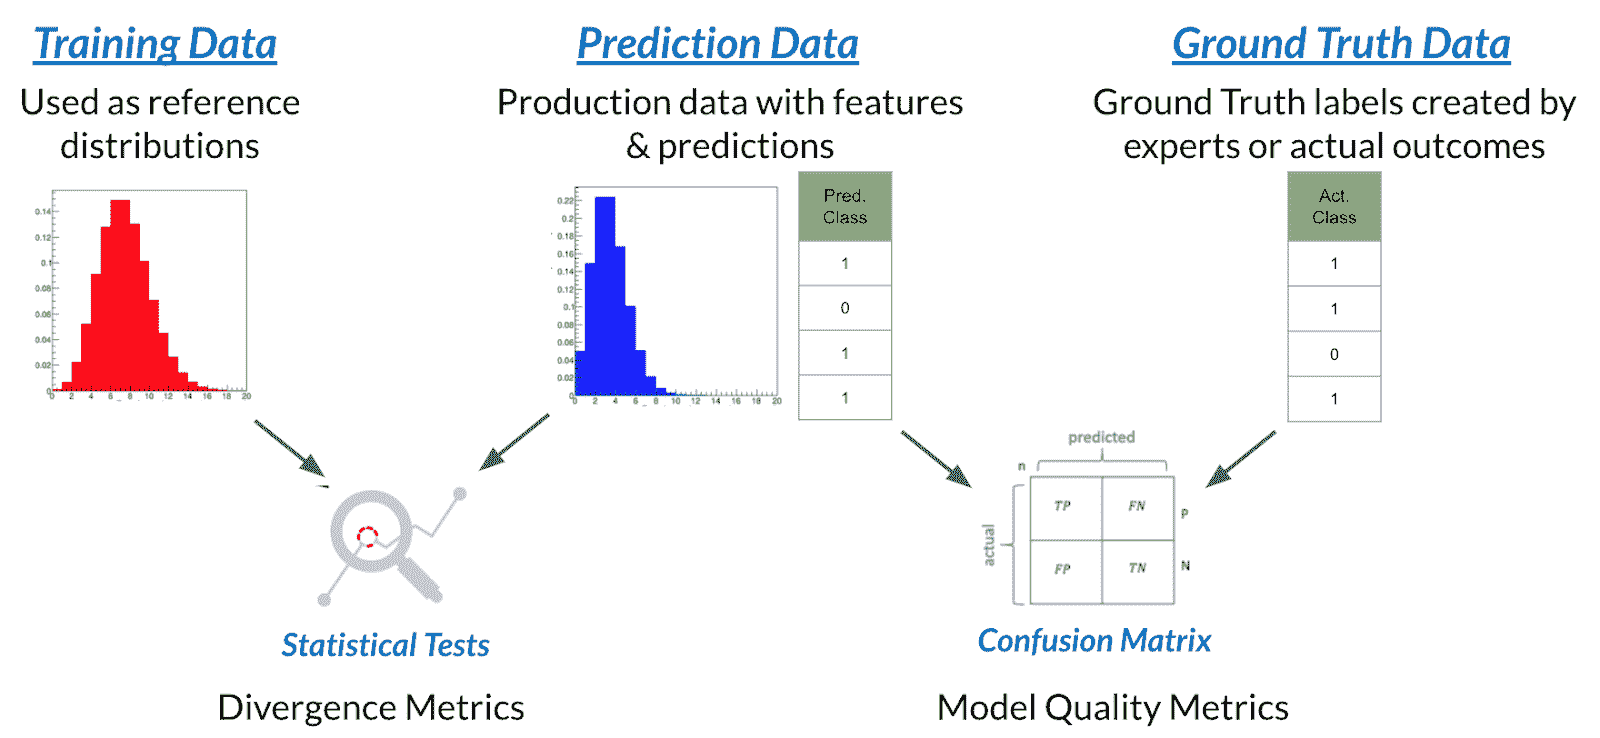 Training Data
Used as reference
distributions
Prediction Data
Production data with features
& predictions
Ground Truth Data
Ground Truth labels created by
experts or actual outcomes
0.14
0.12
0.1
0.08
0.06
0.04
0.02
0
0 2 4 6 8 10 12 14 16 18 20
0.22
0.2
0.18
0.16
0.14
0.12
0.1
0.08
0.06
0.04
0.02
0
0 2 4 6 8 10 12 14 16 18 20
Pred.
Class
1
0
1
1
Act.
Class
1
1
0
1
predicted
n
actual
TP FN P
FP TN N
Statistical Tests
Divergence Metrics
Confusion Matrix
Model Quality Metrics